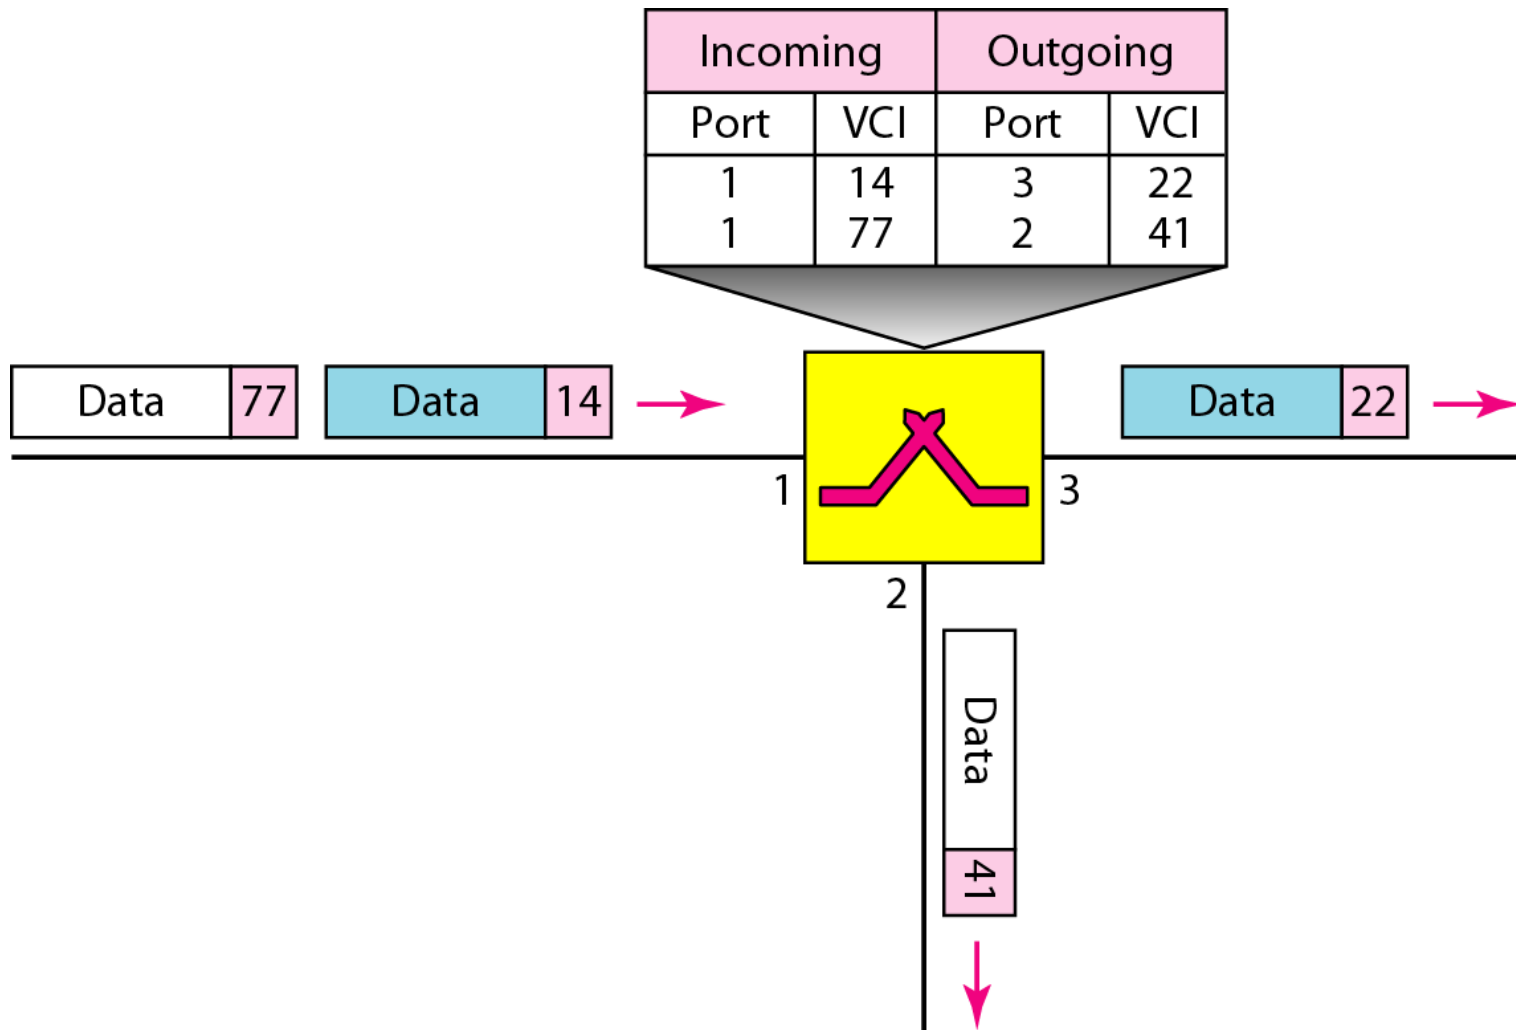 Incoming Outgoing
Port VCI Port VCI
1 14 3 22
1 77 2 41
Data 77 Data 14 Data 22
1 3
2
Data 41